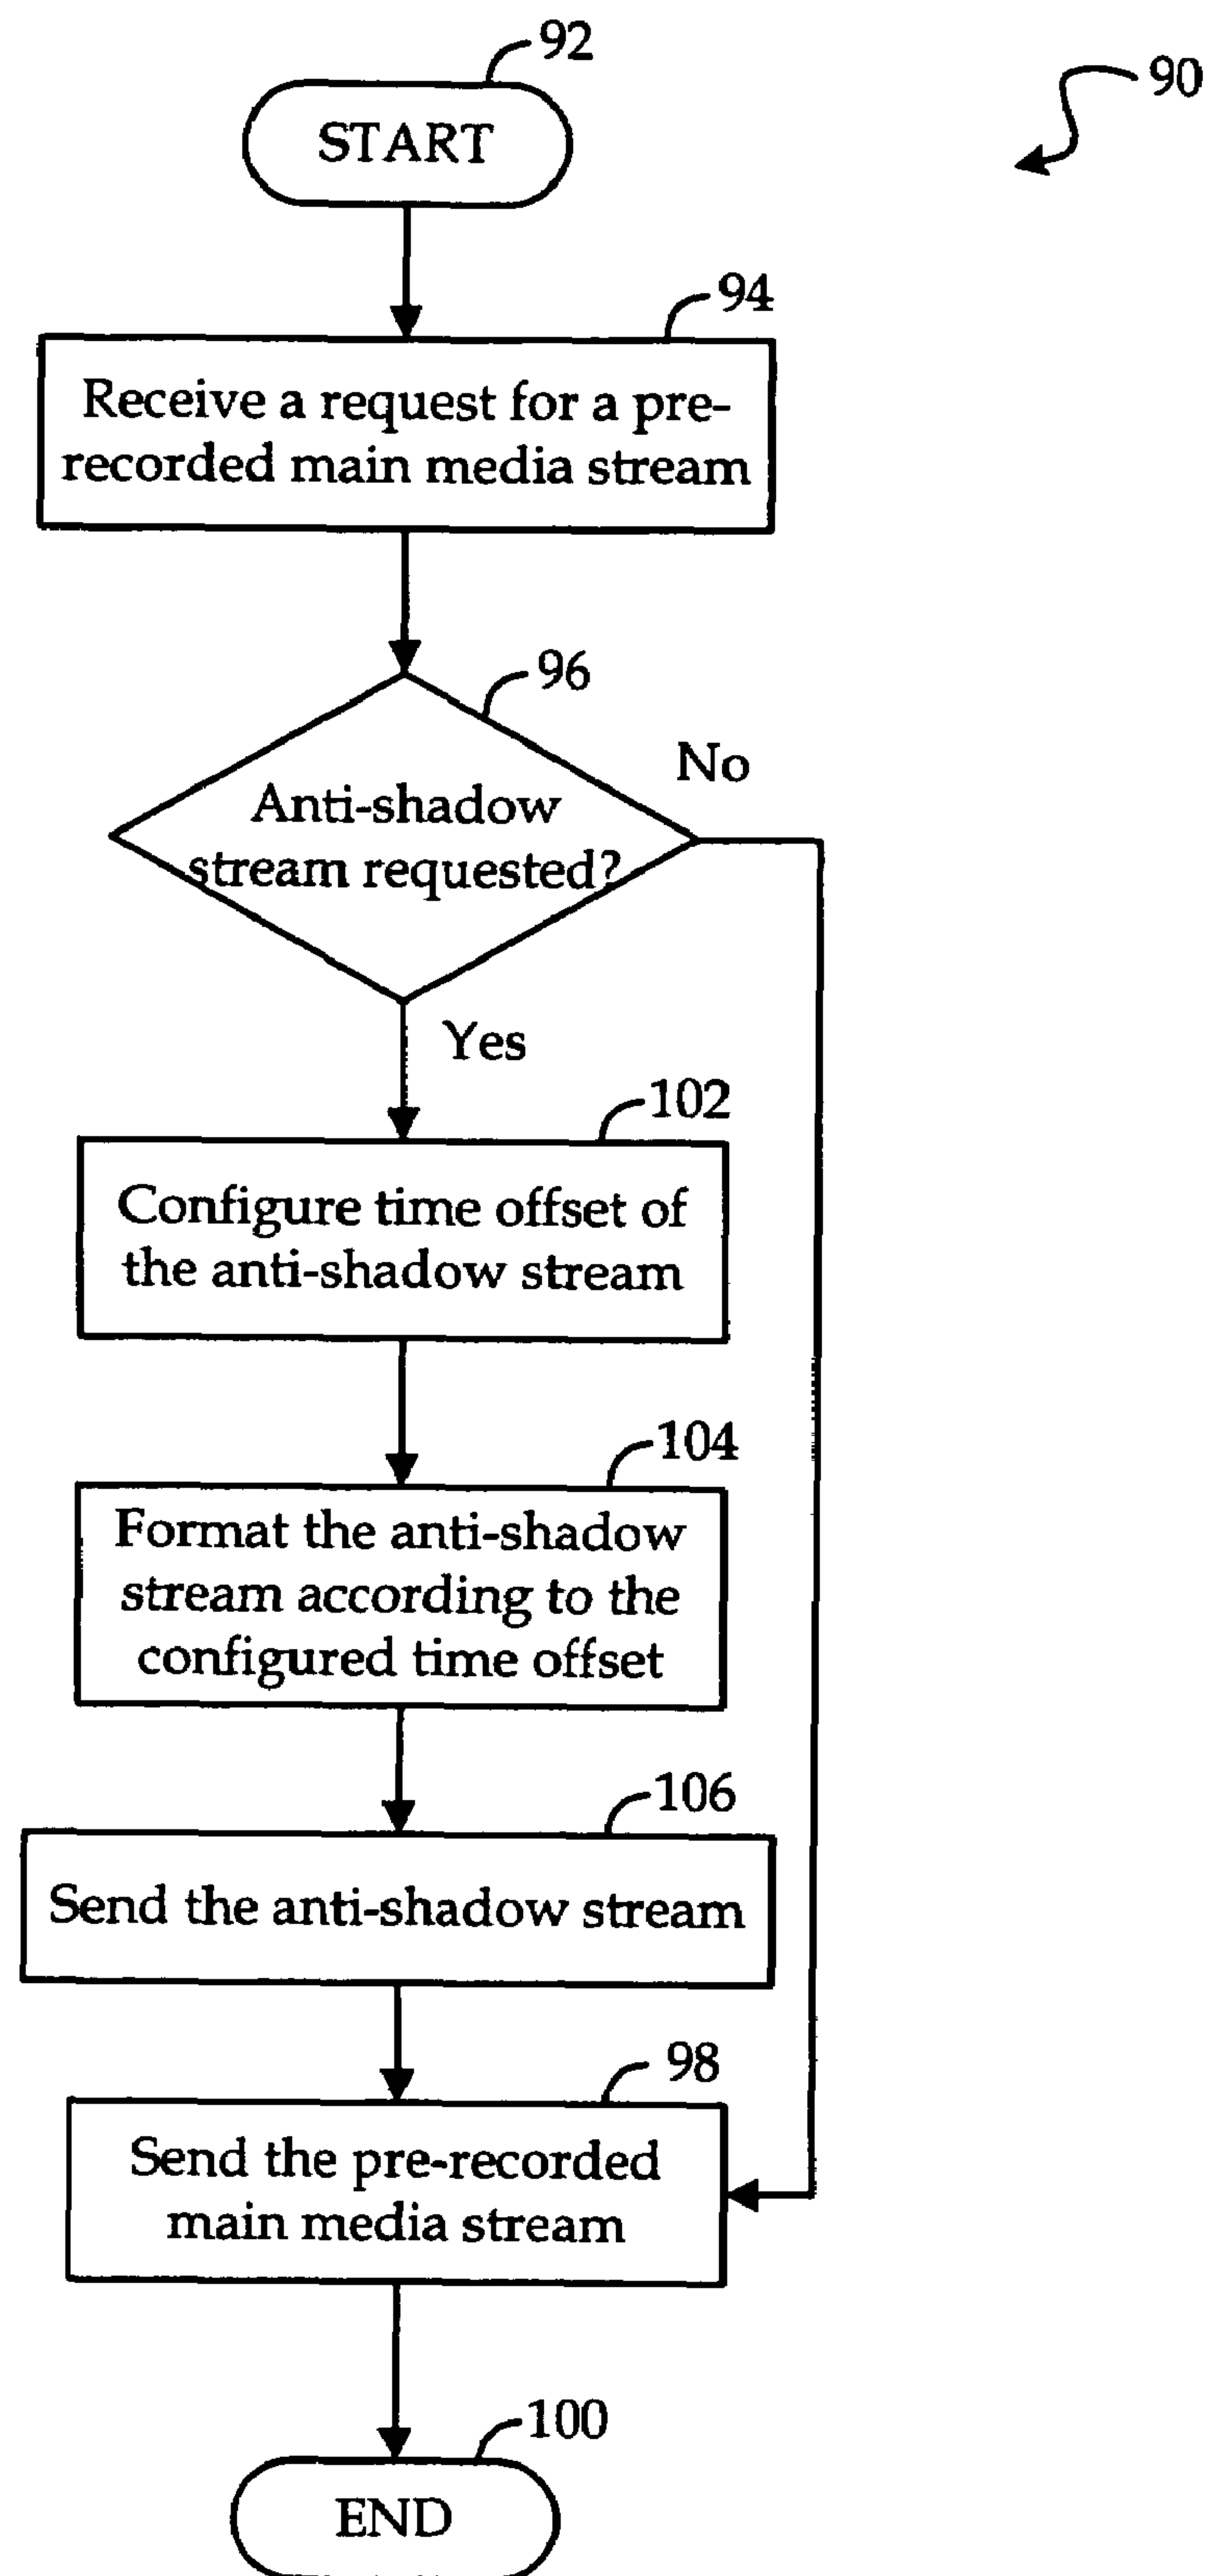 92
90
START
94
Receive a request for a pre-
recorded main media stream
96
No
Anti-shadow
stream requested?
Yes
102
Configure time offset of
the anti-shadow stream
104
Format the anti-shadow
stream according to the
configured time offset
106
Send the anti-shadow stream
98
Send the pre-recorded
main media stream
100
END